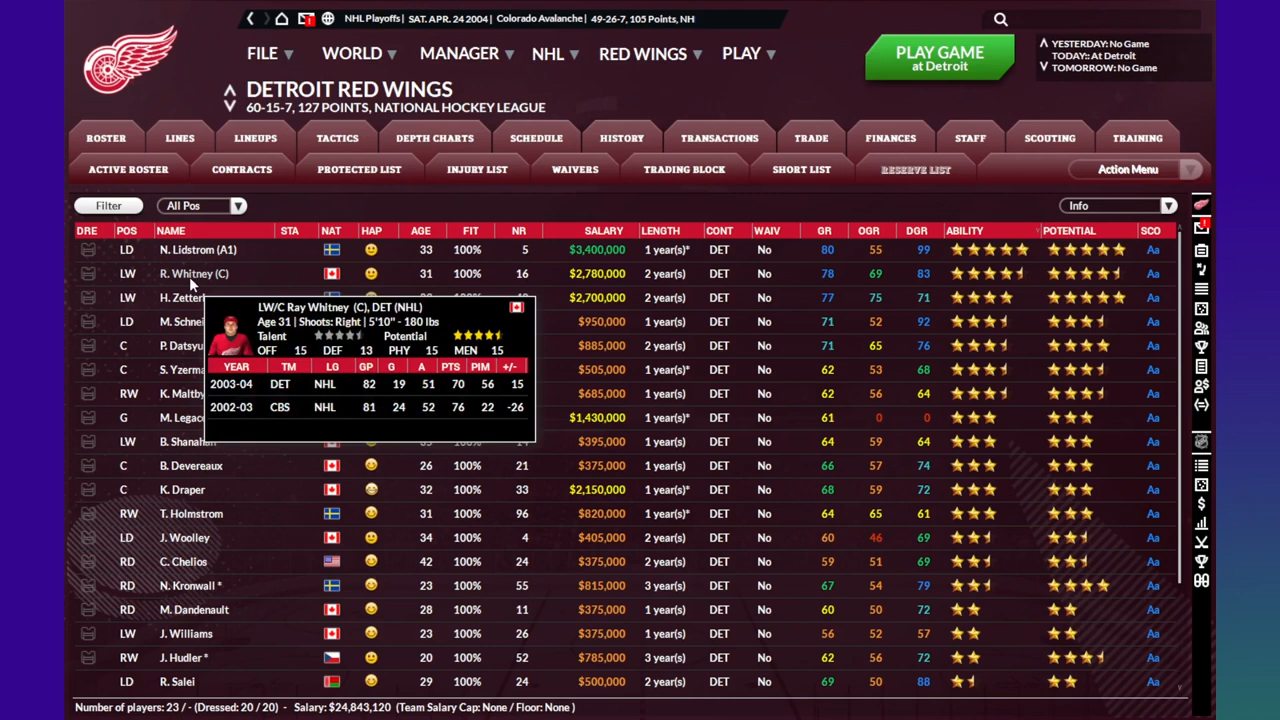 NHL Playoffs | SAT. APR. 24 2004 | Colorado Avalanche | 49-26-7, 105 Points, NH
FILE WORLD MANAGER NHL RED WINGS PLAY
PLAY GAME
at Detroit
YESTERDAY: No Game
TODAY:: At Detroit
TOMORROW: No Game
DETROIT RED WINGS
60-15-7, 127 POINTS, NATIONAL HOCKEY LEAGUE
ROSTER LINES LINEUPS TACTICS DEPTH CHARTS SCHEDULE HISTORY TRANSACTIONS TRADE FINANCES STAFF SCOUTING TRAINING
ACTIVE ROSTER CONTRACTS PROTECTED LIST INJURY LIST WAIVERS TRADING BLOCK SHORT LIST RESERVE LIST Action Menu
Filter All Pos Info
DRE POS NAME STA NAT HAP AGE FIT NR SALARY LENGTH CONT WAIV GR OGR DGR ABILITY POTENTIAL SCO
LD N. Lidstrom (A1) 33 100% 5 $3,400,000 1 year(s)* DET No 80 55 99 Aa
LW R. Whitney (C) 31 100% 16 $2,780,000 2 year(s) DET No 78 69 83 Aa
LW H. Zetter $2,700,000 2 year(s) DET No 77 75 71 Aa
LD M. Schnei $950,000 1 year(s) DET No 71 52 92 Aa
C P. Datsyu $885,000 2 year(s) DET No 71 65 76 Aa
C S. Yzerma $505,000 1 year(s)* DET No 62 53 68 Aa
RW K. Maltby $685,000 1 year(s) DET No 62 56 64 Aa
G M. Legac $1,430,000 1 year(s) DET No 61 0 0 Aa
LW B. Shanahan $395,000 1 year(s) DET No 64 59 64 Aa
C B. Devereaux 26 100% 21 $375,000 1 year(s) DET No 66 57 74 Aa
C K. Draper 32 100% 33 $2,150,000 1 year(s)* DET No 68 59 72 Aa
RW T. Holmstrom 31 100% 96 $820,000 1 year(s)* DET No 64 65 61 Aa
LD J. Woolley 34 100% 4 $405,000 2 year(s) DET No 60 46 69 Aa
RD C. Chelios 42 100% 24 $375,000 2 year(s) DET No 59 51 69 Aa
RD N. Kronwall * 23 100% 55 $815,000 3 year(s) DET No 67 54 79 Aa
RD M. Dandenault 28 100% 11 $375,000 1 year(s) DET No 60 50 72 Aa
LW J. Williams 23 100% 26 $375,000 1 year(s) DET No 56 52 57 Aa
RW J. Hudler * 20 100% 52 $785,000 3 year(s) DET No 62 56 72 Aa
LD R. Salei 29 100% 24 $500,000 2 year(s) DET No 69 50 88 Aa
LW/C Ray Whitney (C), DET (NHL)
Age 31 | Shoots: Right | 5'10" - 180 lbs
Talent Potential
OFF 15 DEF 13 PHY 15 MEN 15
YEAR TM LG GP G A PTS PIM +/-
2003-04 DET NHL 82 19 51 70 56 15
2002-03 CBS NHL 81 24 52 76 22 -26
Number of players: 23 / - (Dressed: 20 / 20) - Salary: $24,843,120 (Team Salary Cap: None / Floor: None )